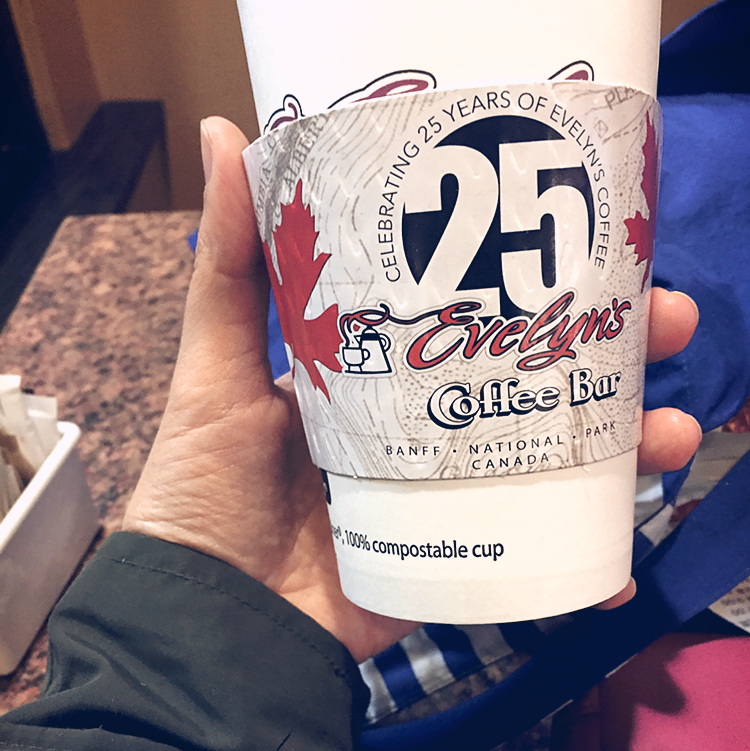 CELEBRATING 25 YEARS OF EVELYN'S COFFEE
25
Evelyn's
Coffee Bar
BANFF • NATIONAL • PARK
CANADA
, 100% compostable cup